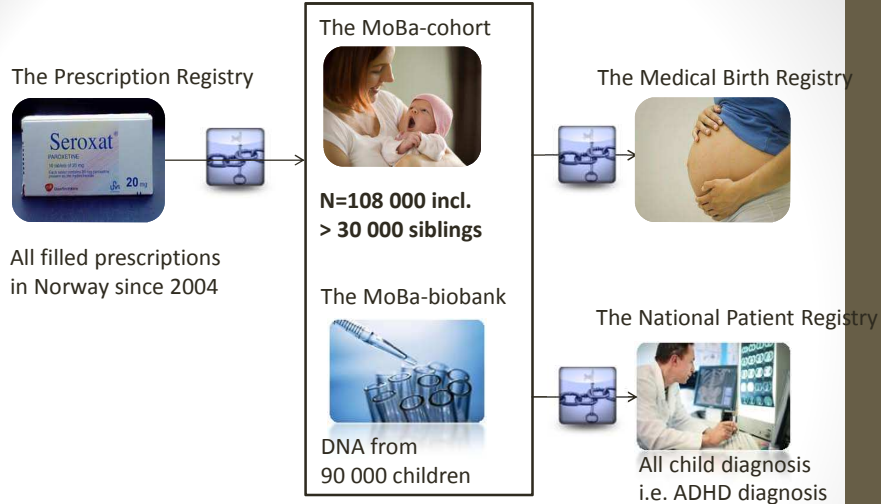 The MoBa-cohort
The Prescription Registry
The Medical Birth Registry
Seroxat
PAROXETINE
20 mg
N=108 000 incl.
> 30 000 siblings
All filled prescriptions
in Norway since 2004
The MoBa-biobank
The National Patient Registry
DNA from
90 000 children
All child diagnosis
i.e. ADHD diagnosis